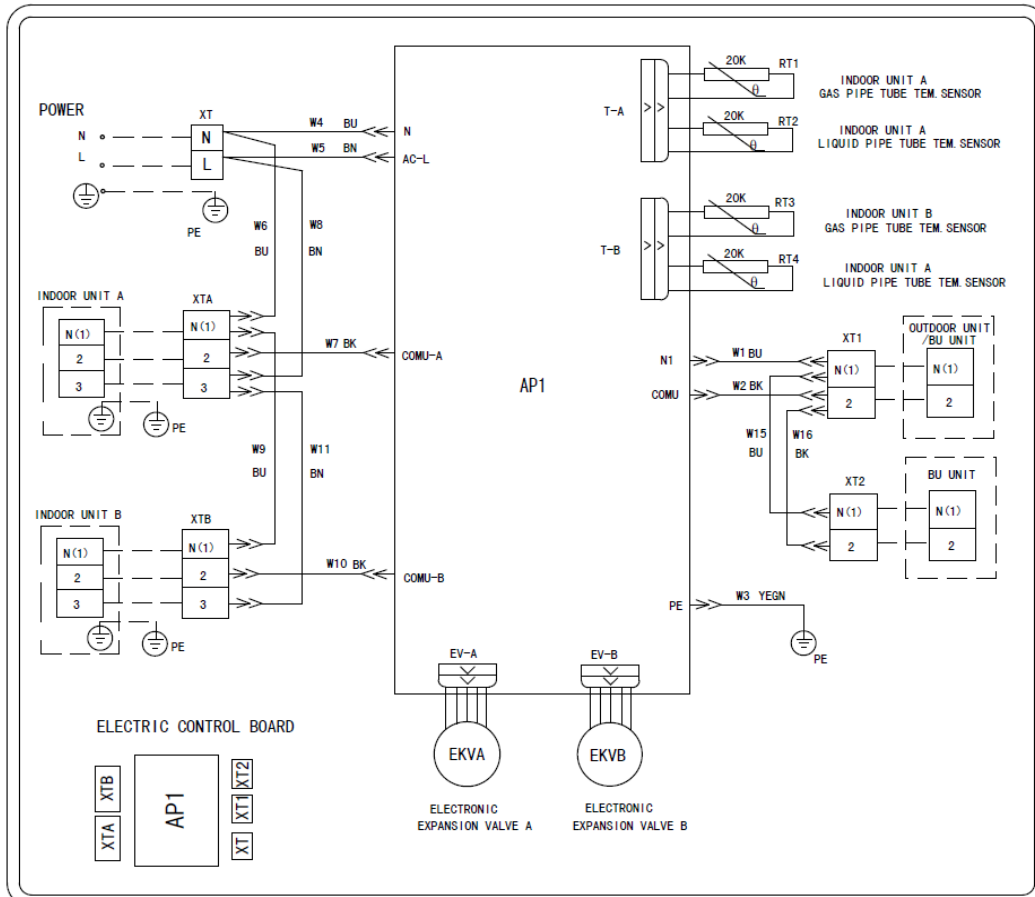 POWER
N
L
PE
XT
N
L
W4 BU
W5 BN
N
AC-L
W6
BU
W8
BN
T-A
20K
RT1
θ
INDOOR UNIT A
GAS PIPE TUBE TEM. SENSOR
20K
RT2
θ
INDOOR UNIT A
LIQUID PIPE TUBE TEM. SENSOR
T-B
20K
RT3
θ
INDOOR UNIT B
GAS PIPE TUBE TEM. SENSOR
20K
RT4
θ
INDOOR UNIT A
LIQUID PIPE TUBE TEM. SENSOR
INDOOR UNIT A
N(1)
2
3
PE
XTA
N(1)
2
3
W7 BK
COMU-A
W9
BU
W11
BN
INDOOR UNIT B
N(1)
2
3
PE
XTB
N(1)
2
3
W10 BK
COMU-B
AP1
N1
W1 BU
COMU
W2 BK
XT1
N(1)
2
OUTDOOR UNIT
/BU UNIT
N(1)
2
W15
BU
W16
BK
XT2
N(1)
2
BU UNIT
N(1)
2
PE
W3 YEGN
PE
EV-A
EKVA
ELECTRONIC
EXPANSION VALVE A
EV-B
EKVB
ELECTRONIC
EXPANSION VALVE B
ELECTRIC CONTROL BOARD
XTB
XTA
AP1
XT2
XT1
XT